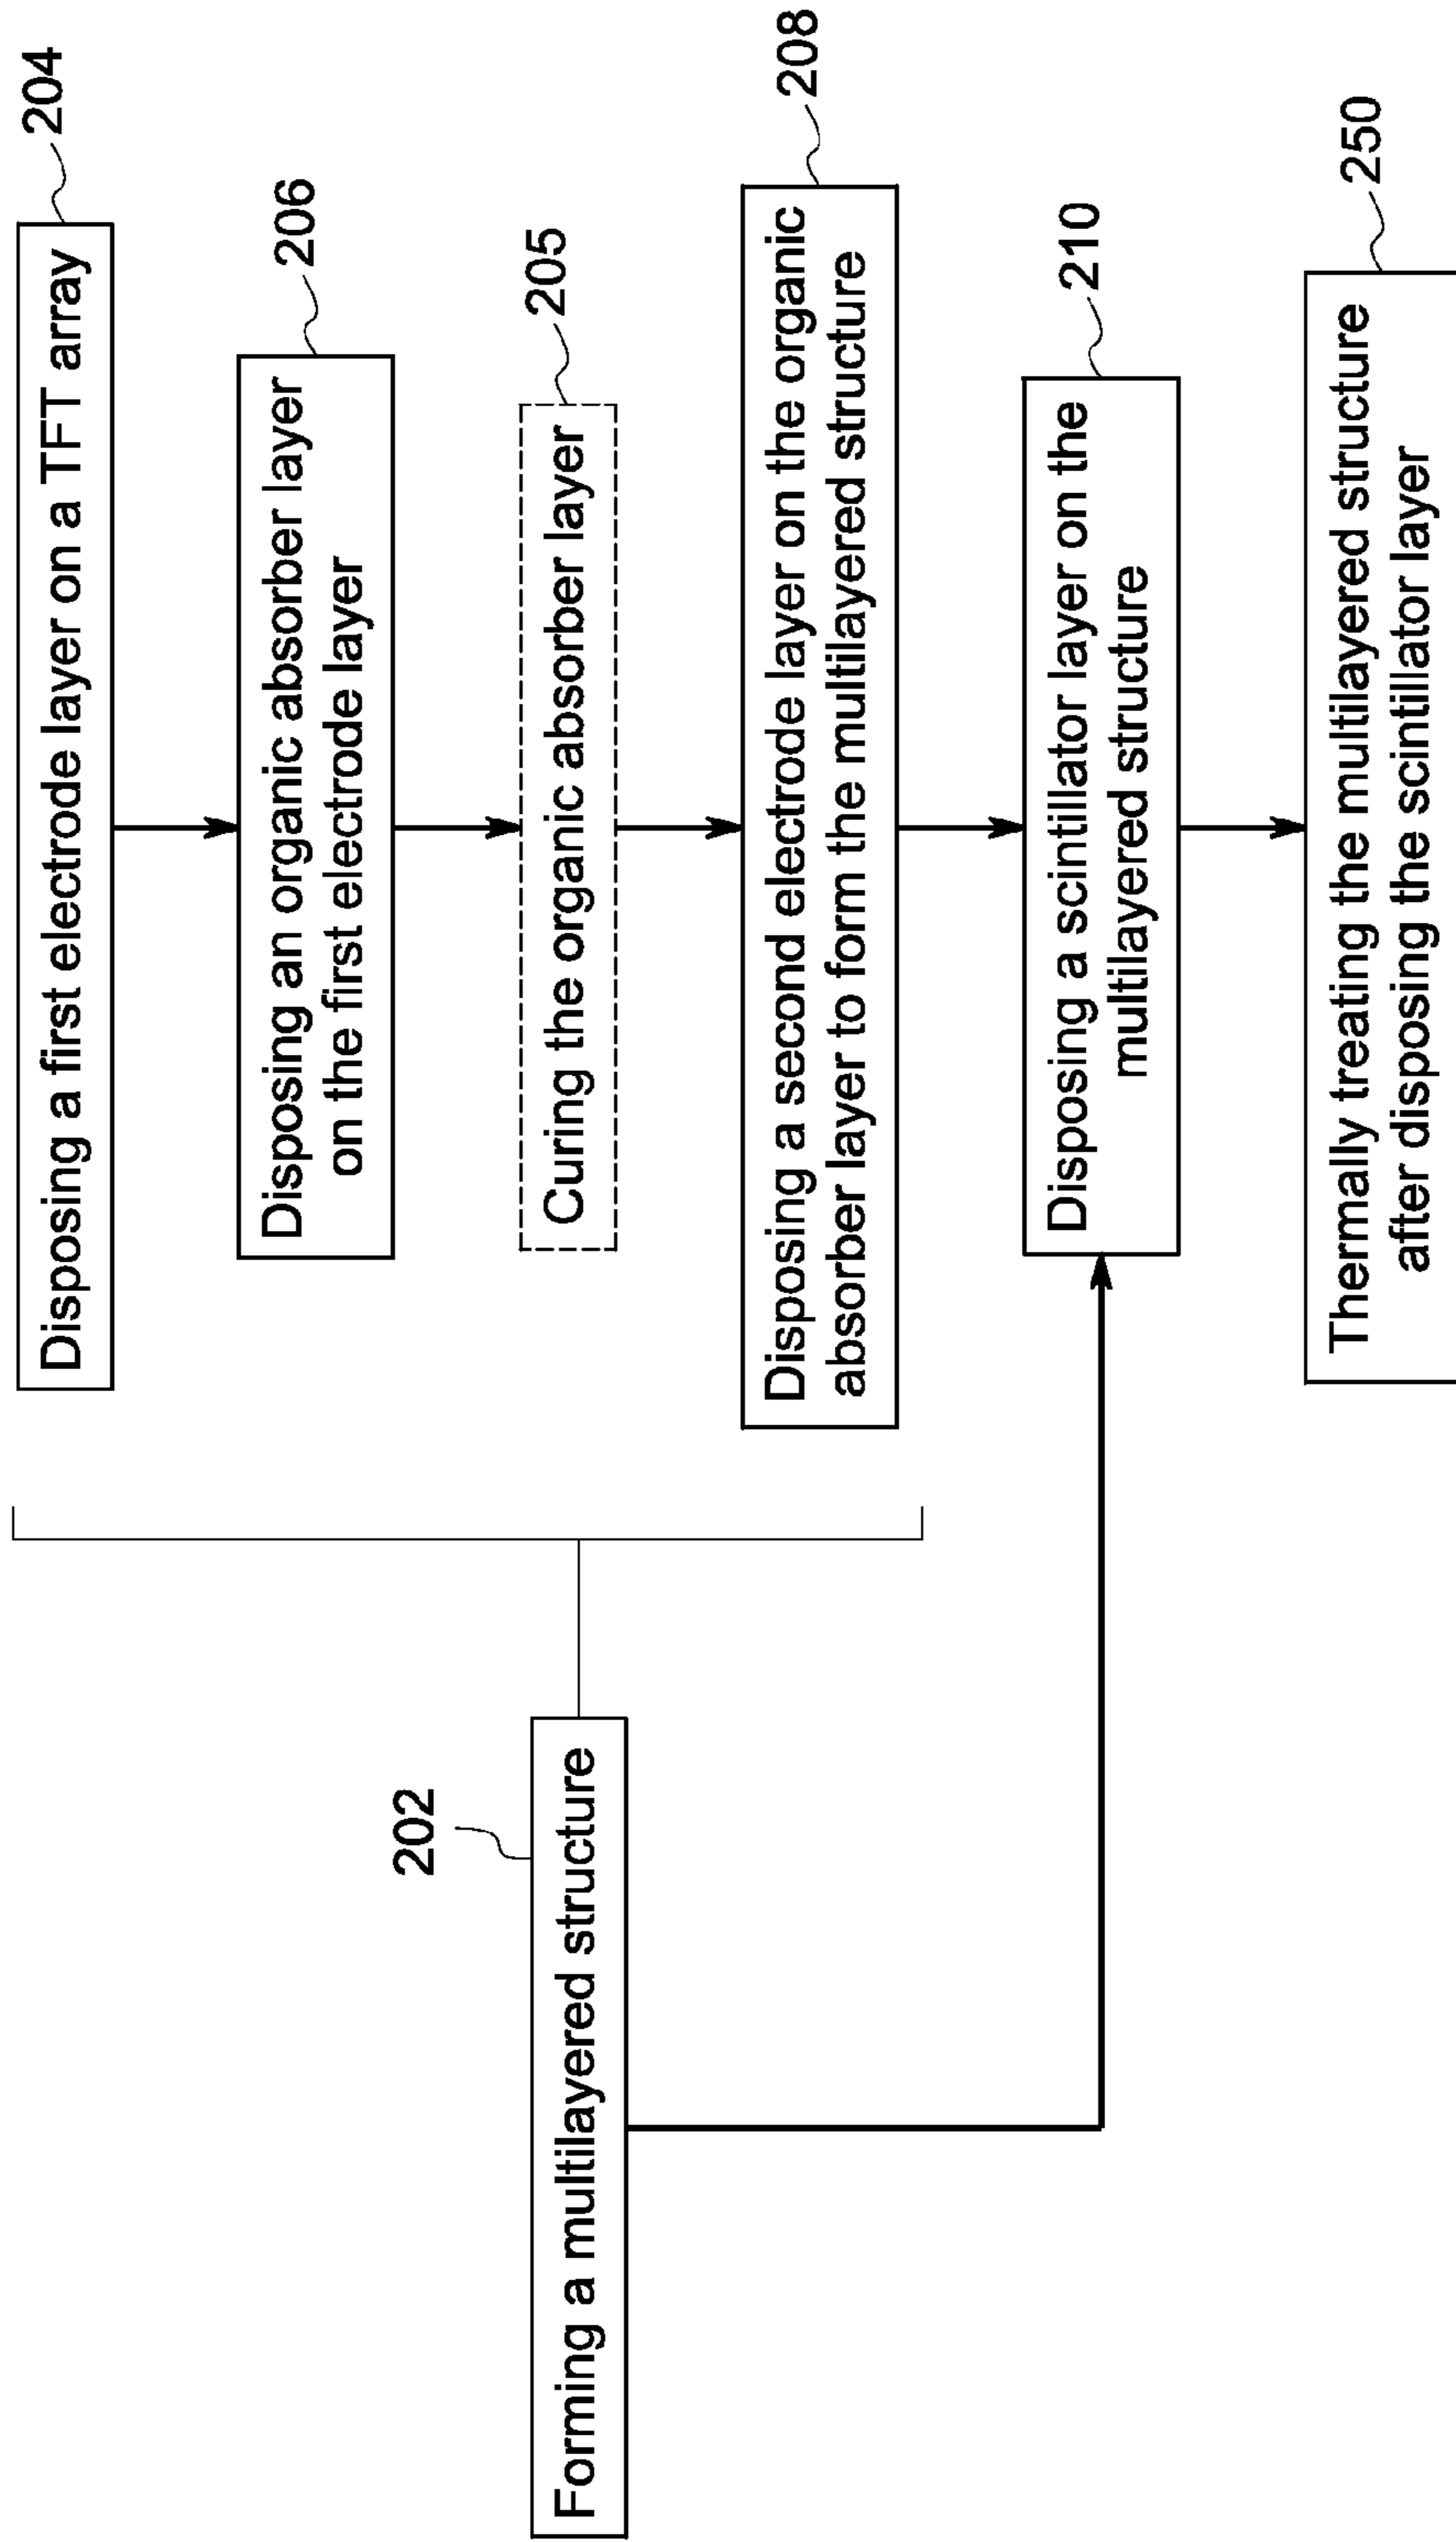 204
Disposing a first electrode layer on a TFT array
206
Disposing an organic absorber layer
on the first electrode layer
205
Curing the organic absorber layer
202
Forming a multilayered structure
208
Disposing a second electrode layer on the organic
absorber layer to form the multilayered structure
210
Disposing a scintillator layer on the
multilayered structure
250
Thermally treating the multilayered structure
after disposing the scintillator layer